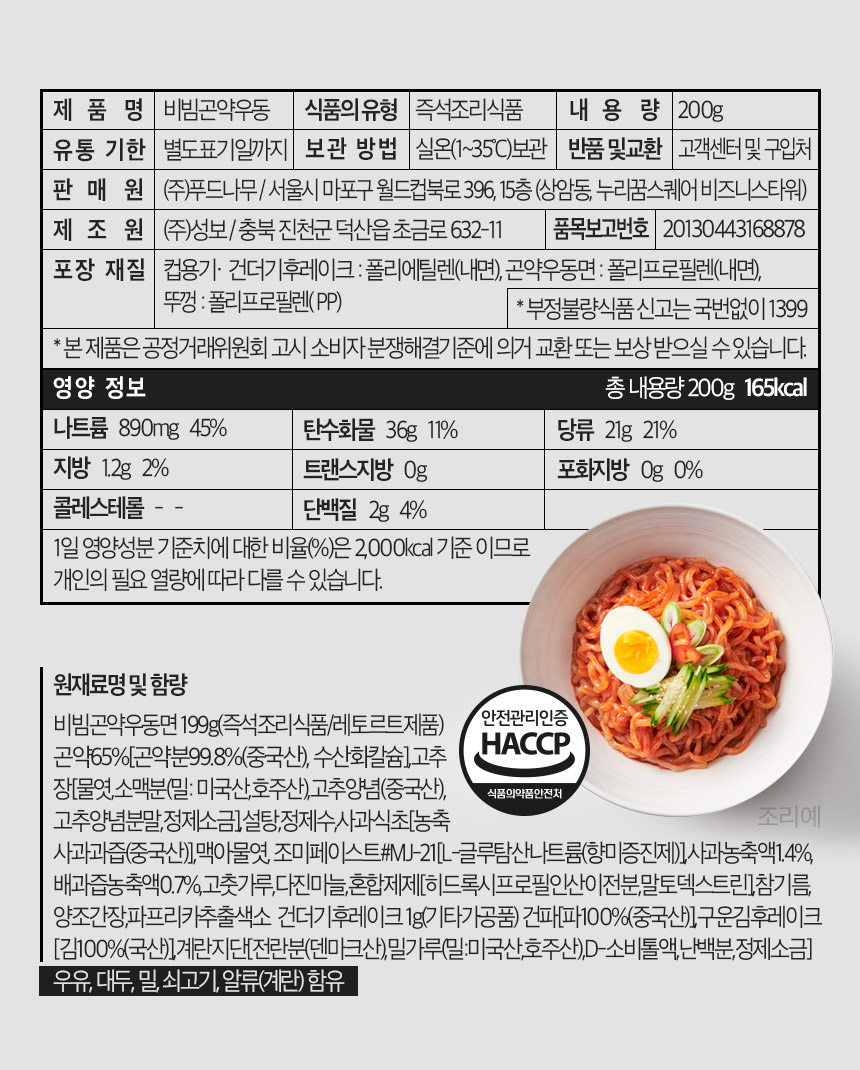 제 품 명 비빔곤약우동 식품의 유형 즉석조리식품 내 용 량 200g
유통 기한 별도표기일까지 보관 방법 실온(1~35℃)보관 반품 및 교환 고객센터 및 구입처
판 매 원 (주)푸드나무 / 서울시 마포구 월드컵북로 396, 15층 (상암동, 누리꿈스퀘어 비즈니스타워)
제 조 원 (주)성보 / 충북 진천군 덕산읍 초금로 632-11 품목보고번호 20130443168878
포장 재질 컵용기· 건더기후레이크 : 폴리에틸렌(내면), 곤약우동면 : 폴리프로필렌(내면),
뚜껑 : 폴리프로필렌( PP)
* 부정불량식품 신고는 국번없이 1399
* 본 제품은 공정거래위원회 고시 소비자 분쟁해결기준에 의거 교환 또는 보상 받으실 수 있습니다.
영양 정보 총 내용량 200g 165kcal
나트륨 890mg 45% 탄수화물 36g 11% 당류 21g 21%
지방 1.2g 2% 트랜스지방 0g 포화지방 0g 0%
콜레스테롤 - - 단백질 2g 4%
1일 영양성분 기준치에 대한 비율(%)은 2,000kcal 기준 이므로
개인의 필요 열량에 따라 다를 수 있습니다.
원재료명 및 함량
비빔곤약우동면 199g(즉석조리식품/레토르트제품)
곤약65%[곤약분99.8%(중국산), 수산화칼슘],고추
장[물엿,소맥분(밀: 미국산,호주산),고추양념(중국산),
고추양념분말,정제소금],설탕,정제수,사과식초[농축
사과과즙(중국산)],맥아물엿, 조미페이스트#MJ-21[L-글루탐산나트륨(향미증진제)],사과농축액1.4%,
배과즙농축액0.7%,고춧가루,다진마늘,혼합제제[히드록시프로필인산이전분,말토덱스트린],참기름,
양조간장,파프리카추출색소 건더기후레이크 1g(기타가공품) 건파[파100%(중국산)],구운김후레이크
[김100%(국산)],계란지단[전란분(덴마크산),밀가루(밀:미국산,호주산),D-소비톨액,난백분,정제소금]
우유, 대두, 밀, 쇠고기, 알류(계란) 함유
안전관리인증
HACCP
식품의약품안전처
조리예